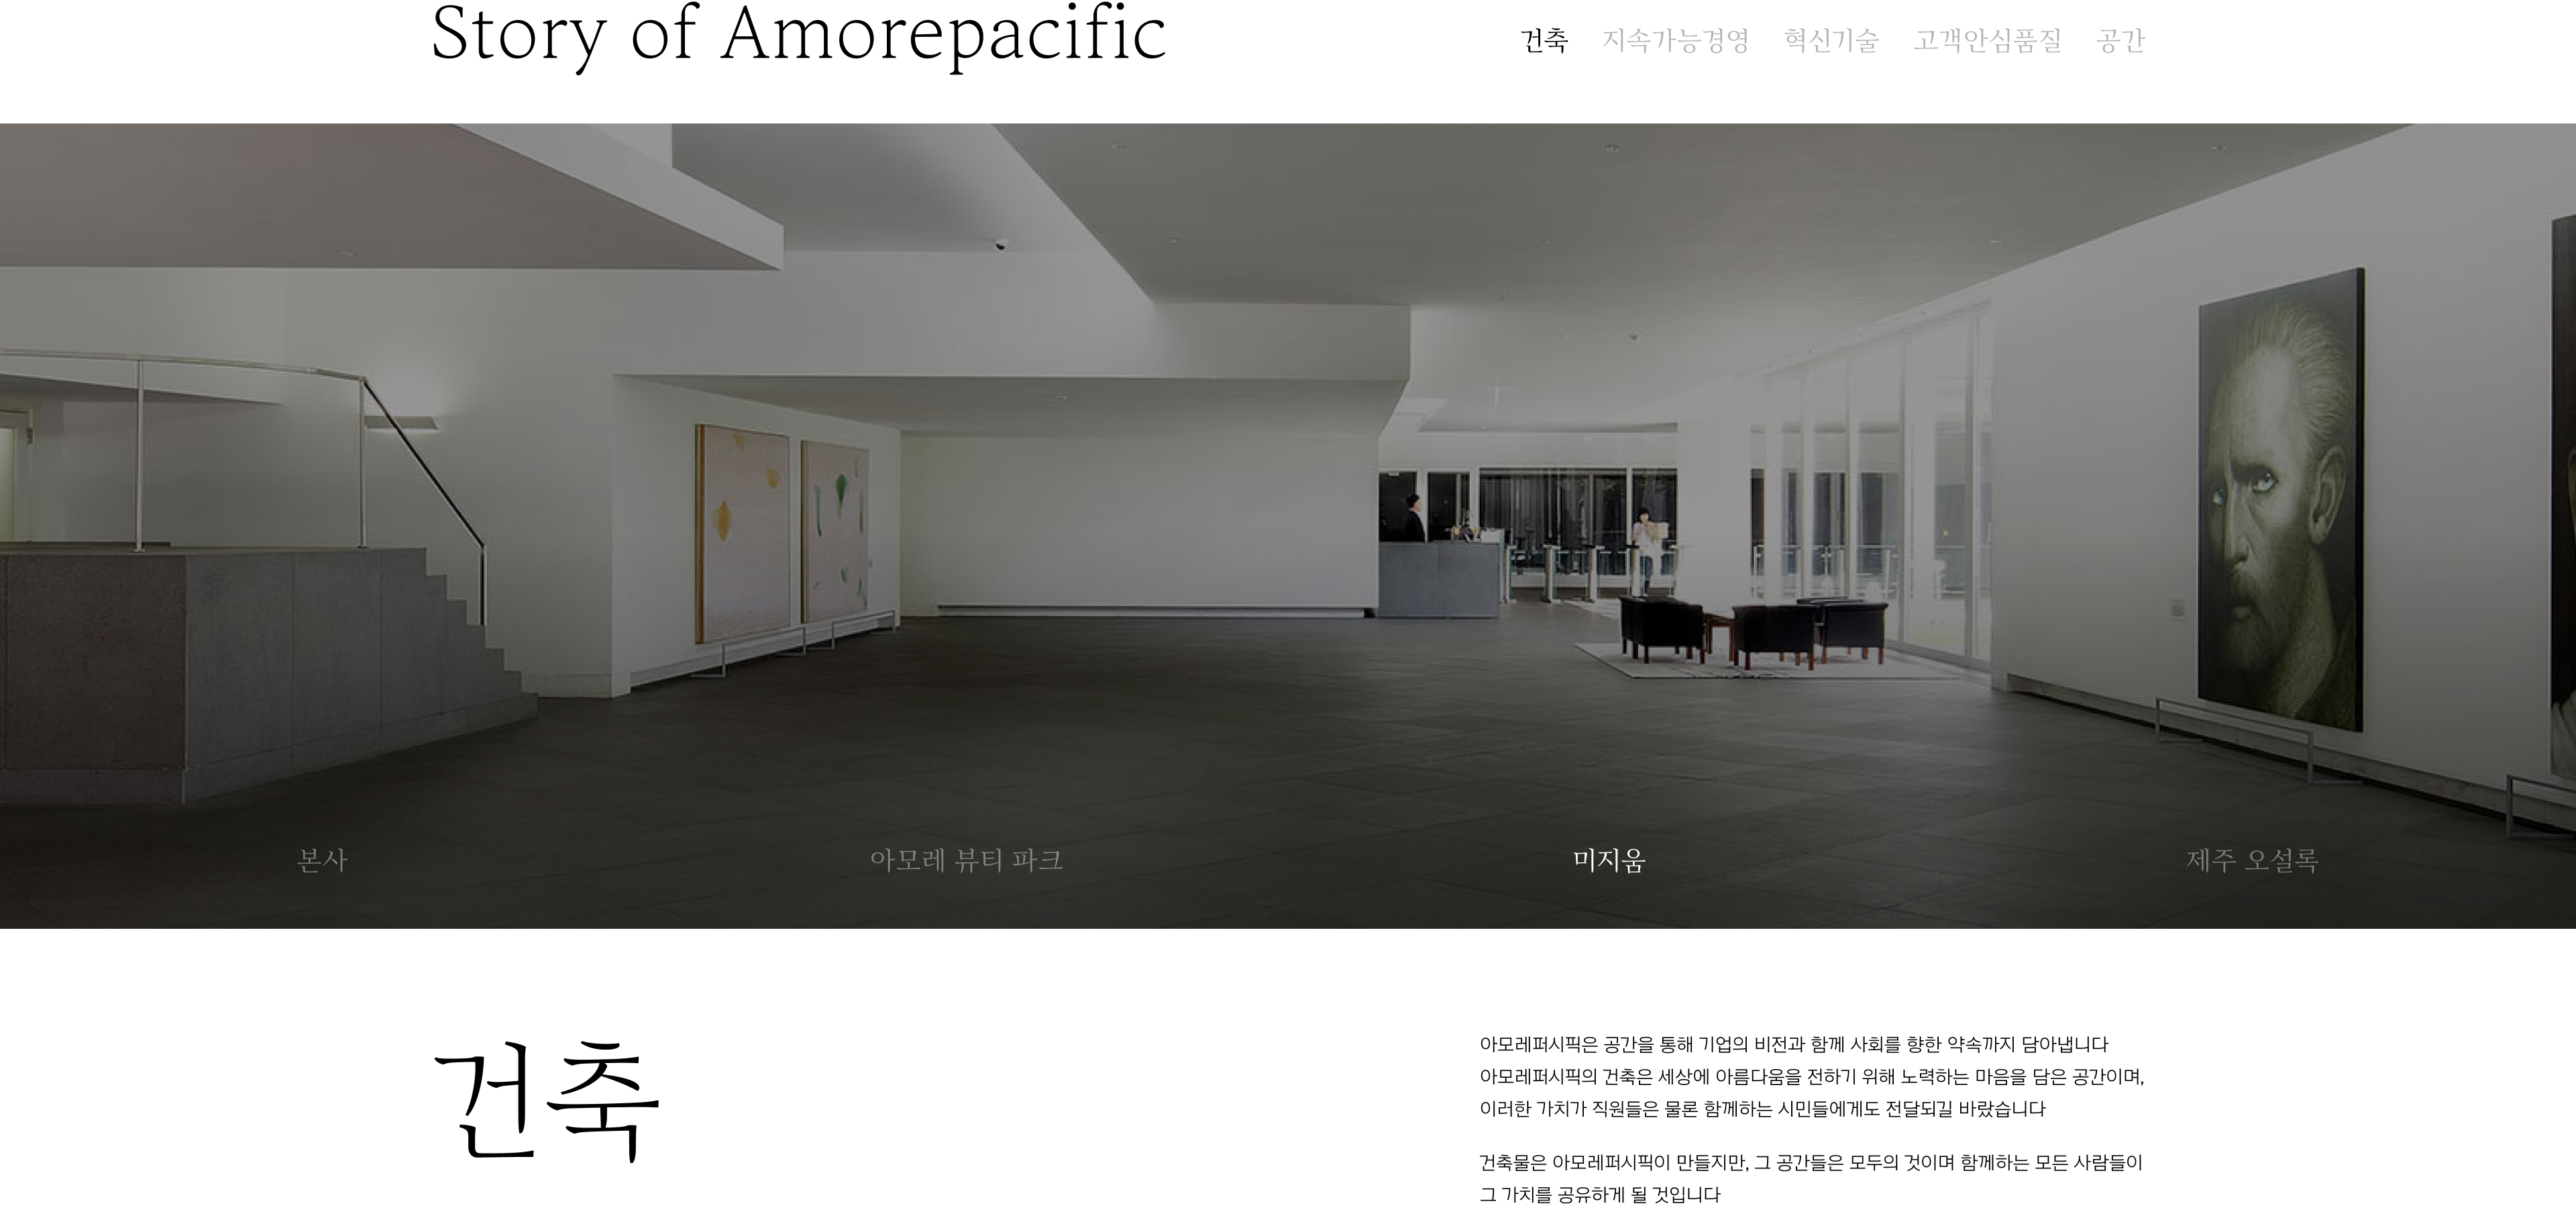 Story of Amorepacific
건축 지속가능경영 혁신기술 고객안심품질 공간
본사 아모레 뷰티 파크 미지움 제주 오설록
건축
아모레퍼시픽은 공간을 통해 기업의 비전과 함께 사회를 향한 약속까지 담아냅니다
아모레퍼시픽의 건축은 세상에 아름다움을 전하기 위해 노력하는 마음을 담은 공간이며,
이러한 가치가 직원들은 물론 함께하는 시민들에게도 전달되길 바랐습니다
건축물은 아모레퍼시픽이 만들지만, 그 공간들은 모두의 것이며 함께하는 모든 사람들이
그 가치를 공유하게 될 것입니다